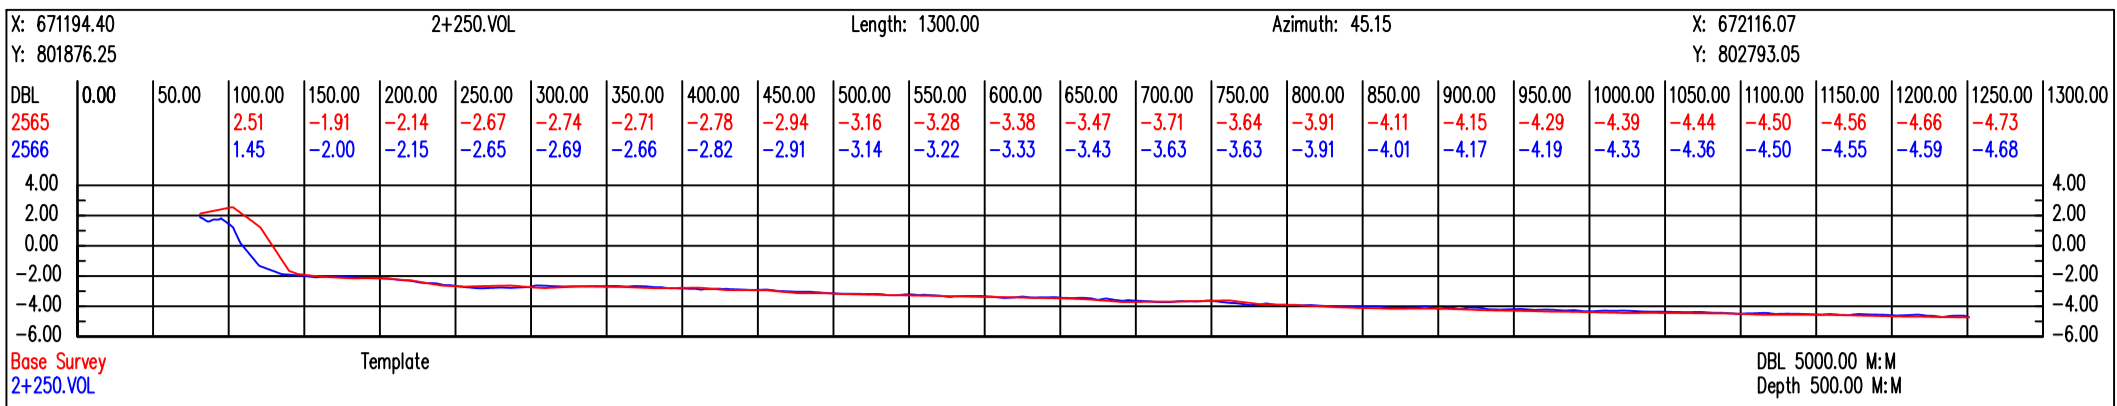 X: 671194.40 2+250.VOL Length: 1300.00 Azimuth: 45.15 X: 672116.07
Y: 801876.25 Y: 802793.05
DBL 0.00 50.00 100.00 150.00 200.00 250.00 300.00 350.00 400.00 450.00 500.00 550.00 600.00 650.00 700.00 750.00 800.00 850.00 900.00 950.00 1000.00 1050.00 1100.00 1150.00 1200.00 1250.00 1300.00
2565 2.51 −1.91 −2.14 −2.67 −2.74 −2.71 −2.78 −2.94 −3.16 −3.28 −3.38 −3.47 −3.71 −3.64 −3.91 −4.11 −4.15 −4.29 −4.39 −4.44 −4.50 −4.56 −4.66 −4.73
2566 1.45 −2.00 −2.15 −2.65 −2.69 −2.66 −2.82 −2.91 −3.14 −3.22 −3.33 −3.43 −3.63 −3.63 −3.91 −4.01 −4.17 −4.19 −4.33 −4.36 −4.50 −4.55 −4.59 −4.68
4.00 4.00
2.00 2.00
0.00 0.00
−2.00 −2.00
−4.00 −4.00
−6.00 −6.00
Base Survey Template DBL 5000.00 M:M
2+250.VOL Depth 500.00 M:M